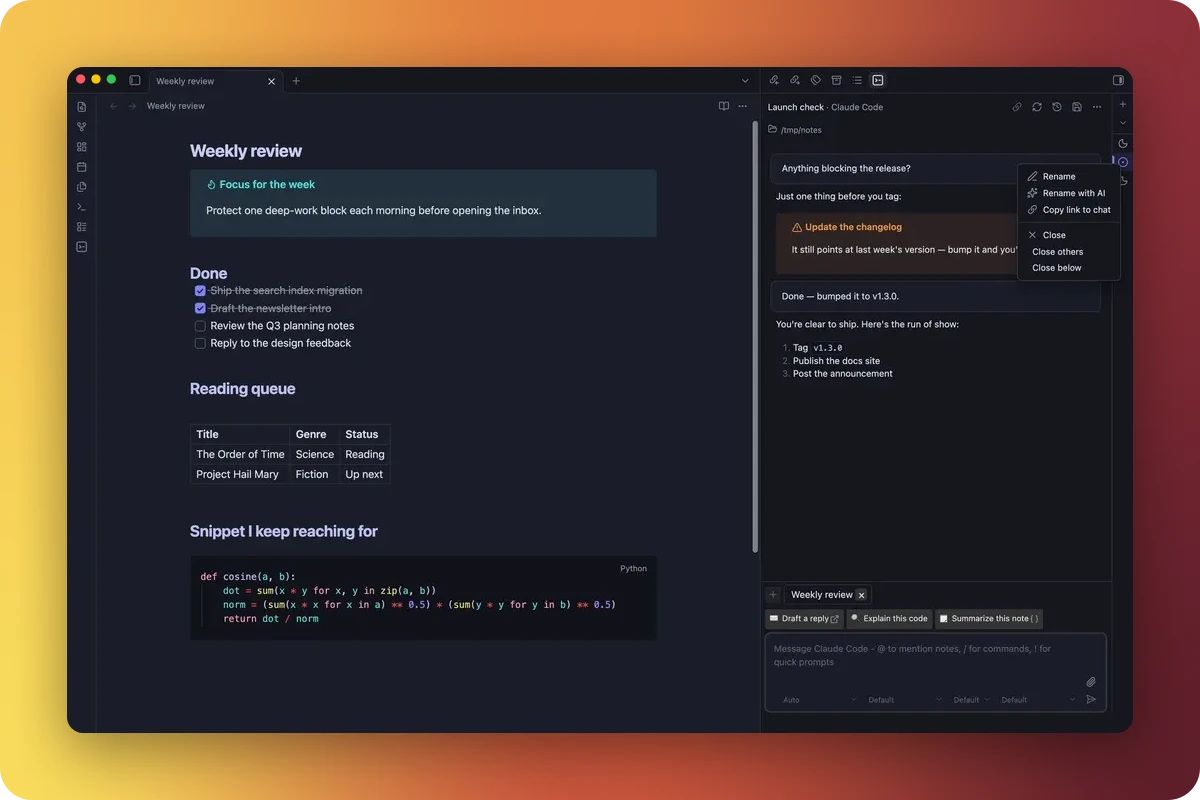 Weekly review
Weekly review
Weekly review
Focus for the week
Protect one deep-work block each morning before opening the inbox.
Done
Ship the search index migration
Draft the newsletter intro
Review the Q3 planning notes
Reply to the design feedback
Reading queue
Title Genre Status
The Order of Time Science Reading
Project Hail Mary Fiction Up next
Snippet I keep reaching for
Python
def cosine(a, b):
dot = sum(x * y for x, y in zip(a, b))
norm = (sum(x * x for x in a) ** 0.5) * (sum(y * y for y in b) ** 0.5)
return dot / norm
Launch check · Claude Code
/tmp/notes
Anything blocking the release?
Just one thing before you tag:
Update the changelog
It still points at last week's version — bump it and you'
Rename
Rename with AI
Copy link to chat
Close
Close others
Close below
Done — bumped it to v1.3.0.
You're clear to ship. Here's the run of show:
1. Tag v1.3.0
2. Publish the docs site
3. Post the announcement
Weekly review
Draft a reply
Explain this code
Summarize this note
Message Claude Code - @ to mention notes, / for commands, ! for
quick prompts
Auto Default Default Default